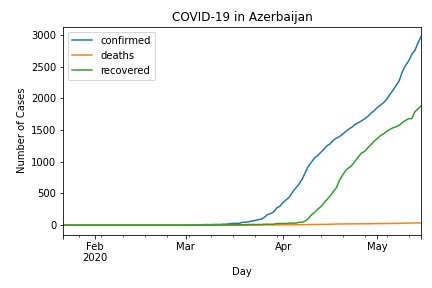 COVID-19 in Azerbaijan
confirmed
deaths
recovered
Number of Cases
3000
2500
2000
1500
1000
500
0
Feb
2020
Mar
Apr
May
Day